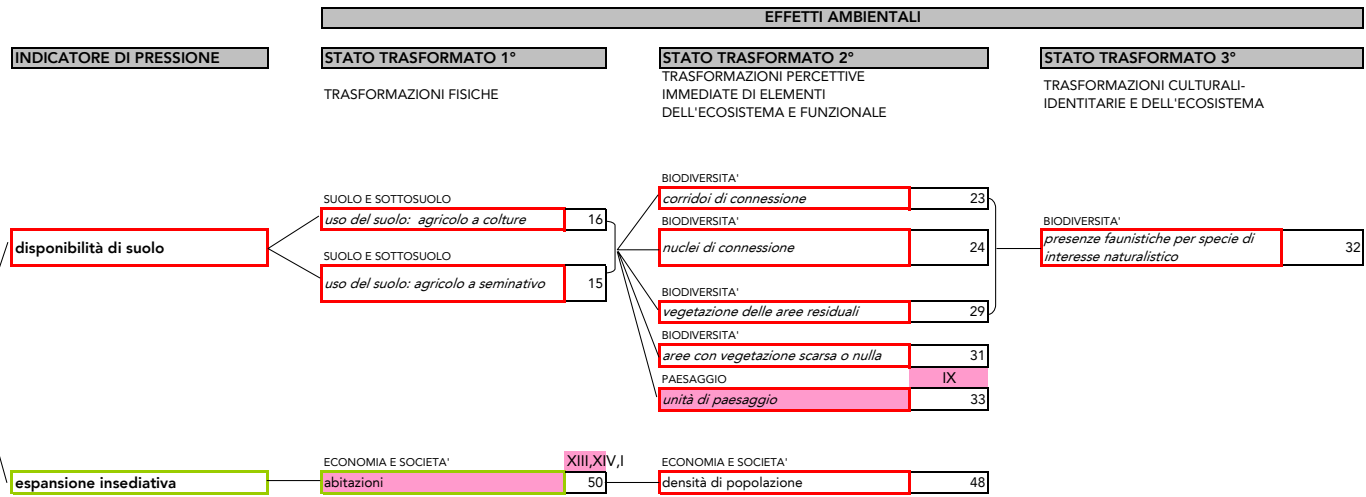 EFFETTI AMBIENTALI
INDICATORE DI PRESSIONE
STATO TRASFORMATO 1°
STATO TRASFORMATO 2°
STATO TRASFORMATO 3°
TRASFORMAZIONI FISICHE
TRASFORMAZIONI PERCETTIVE
IMMEDIATE DI ELEMENTI
DELL'ECOSISTEMA E FUNZIONALE
TRASFORMAZIONI CULTURALI-
IDENTITARIE E DELL'ECOSISTEMA
disponibilità di suolo
SUOLO E SOTTOSUOLO
uso del suolo: agricolo a colture 16
SUOLO E SOTTOSUOLO
uso del suolo: agricolo a seminativo 15
BIODIVERSITA'
corridoi di connessione 23
BIODIVERSITA'
nuclei di connessione 24
BIODIVERSITA'
vegetazione delle aree residuali 29
BIODIVERSITA'
aree con vegetazione scarsa o nulla 31
PAESAGGIO IX
unità di paesaggio 33
BIODIVERSITA'
presenze faunistiche per specie di
interesse naturalistico 32
espansione insediativa
ECONOMIA E SOCIETA' XIII,XIV,I
abitazioni 50
ECONOMIA E SOCIETA'
densità di popolazione 48